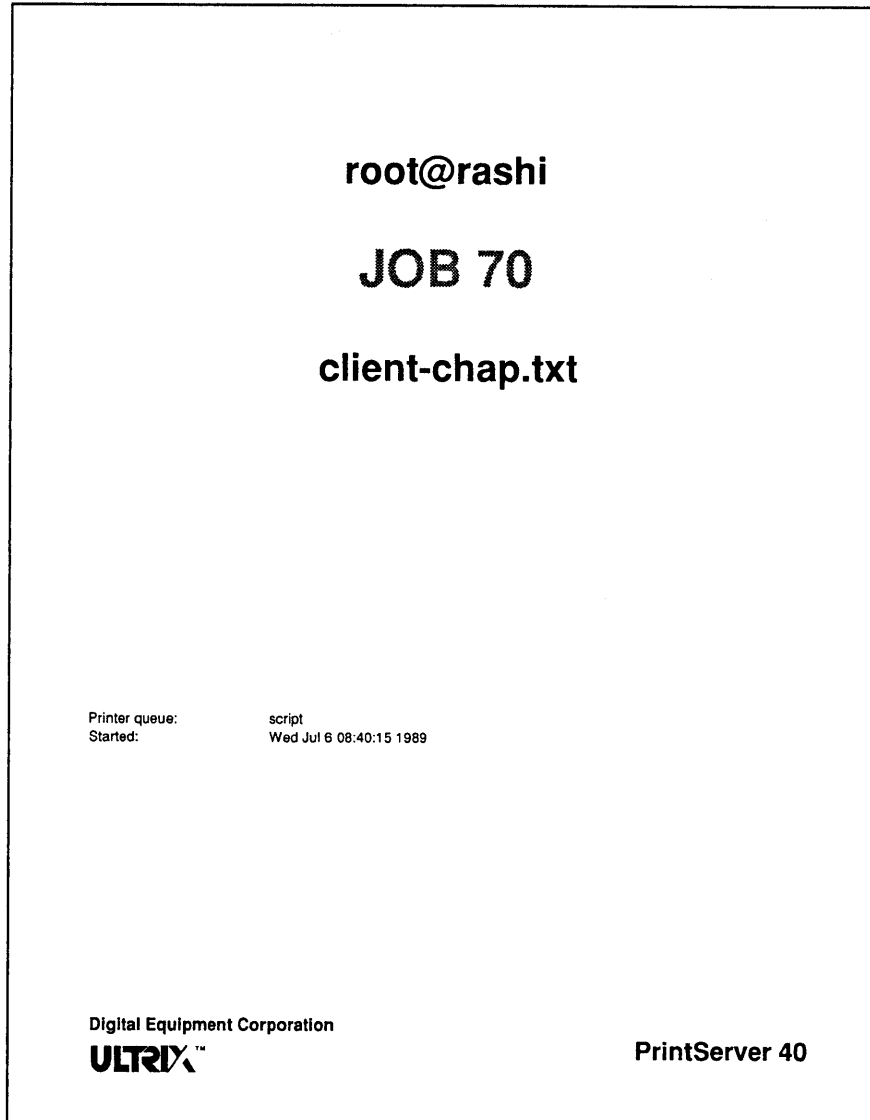 root@rashi
JOB 70
client-chap.txt
Printer queue: script
Started: Wed Jul 6 08:40:15 1989
Digital Equipment Corporation
ULTRIX™
PrintServer 40